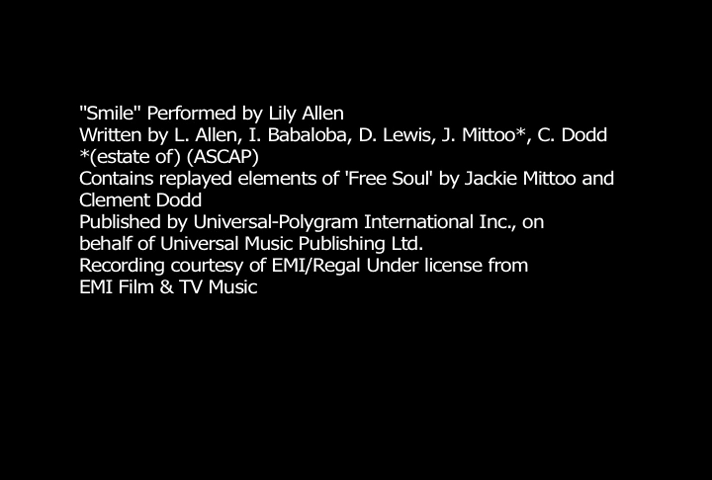 "Smile" Performed by Lily Allen
Written by L. Allen, I. Babaloba, D. Lewis, J. Mittoo*, C. Dodd
*(estate of) (ASCAP)
Contains replayed elements of 'Free Soul' by Jackie Mittoo and
Clement Dodd
Published by Universal-Polygram International Inc., on
behalf of Universal Music Publishing Ltd.
Recording courtesy of EMI/Regal Under license from
EMI Film & TV Music